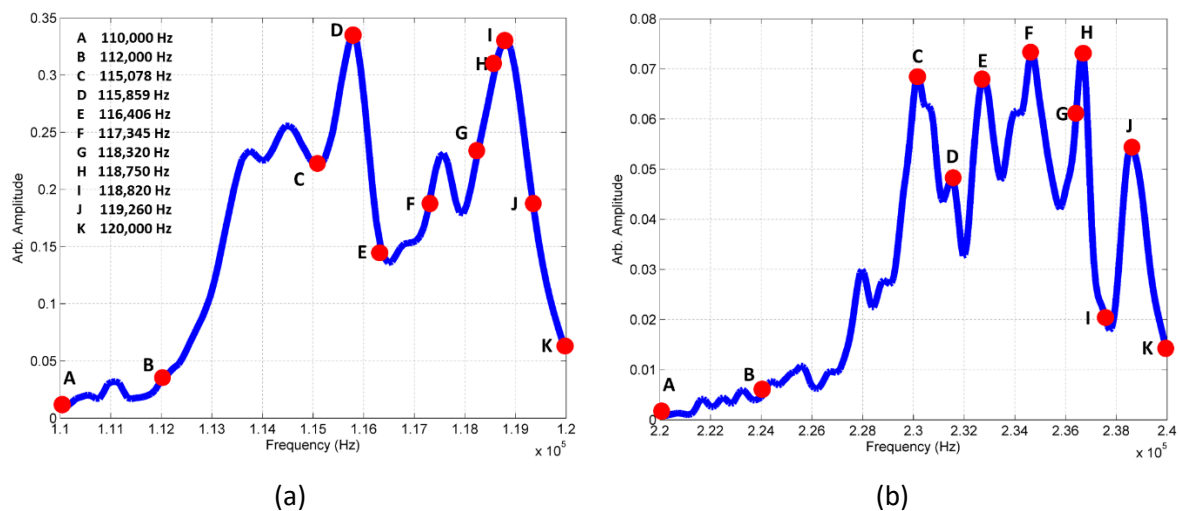 0.35
0.3
0.25
0.2
0.15
0.1
0.05
0
Arb. Amplitude
A 110,000 Hz
B 112,000 Hz
C 115,078 Hz
D 115,859 Hz
E 116,406 Hz
F 117,345 Hz
G 118,320 Hz
H 118,750 Hz
I 118,820 Hz
J 119,260 Hz
K 120,000 Hz
A
B
C
D
E
F
G
H
I
J
K
1.1 1.11 1.12 1.13 1.14 1.15 1.16 1.17 1.18 1.19 1.20
Frequency (Hz)
x 10⁵
(a)
0.08
0.07
0.06
0.05
0.04
0.03
0.02
0.01
0
Arb. Amplitude
A
B
C
D
E
F
G
H
I
J
K
2.2 2.22 2.24 2.26 2.28 2.3 2.32 2.34 2.36 2.38 2.4
Frequency (Hz)
x 10⁵
(b)